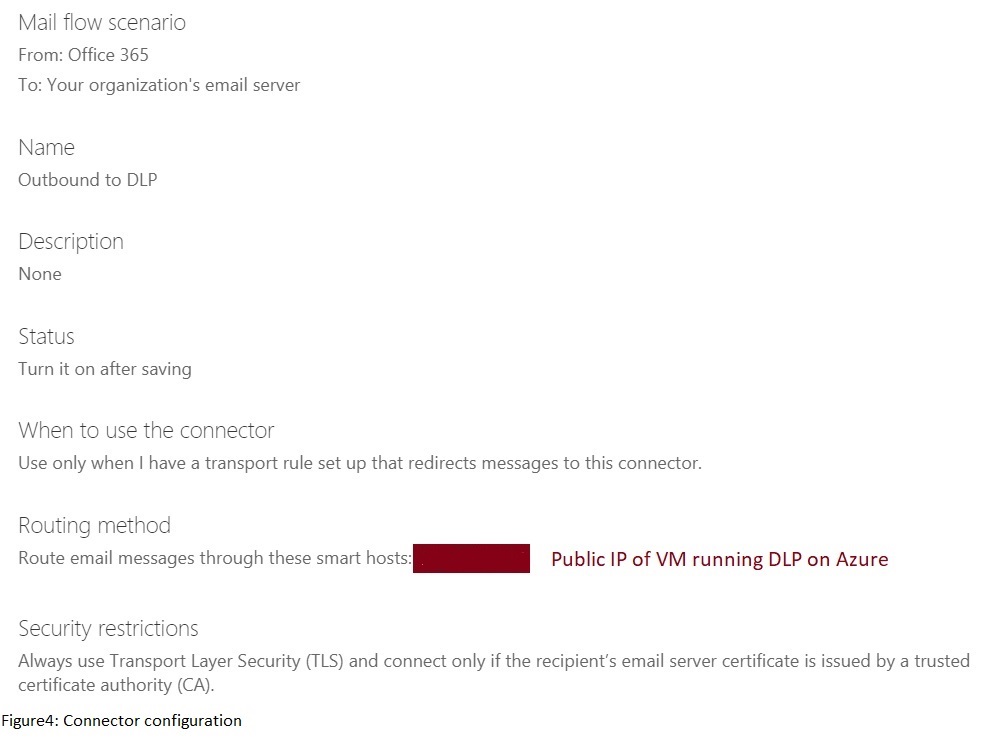 Mail flow scenario
From: Office 365
To: Your organization's email server
Name
Outbound to DLP
Description
None
Status
Turn it on after saving
When to use the connector
Use only when I have a transport rule set up that redirects messages to this connector.
Routing method
Route email messages through these smart hosts: Public IP of VM running DLP on Azure
Security restrictions
Always use Transport Layer Security (TLS) and connect only if the recipient’s email server certificate is issued by a trusted
certificate authority (CA).
Figure4: Connector configuration